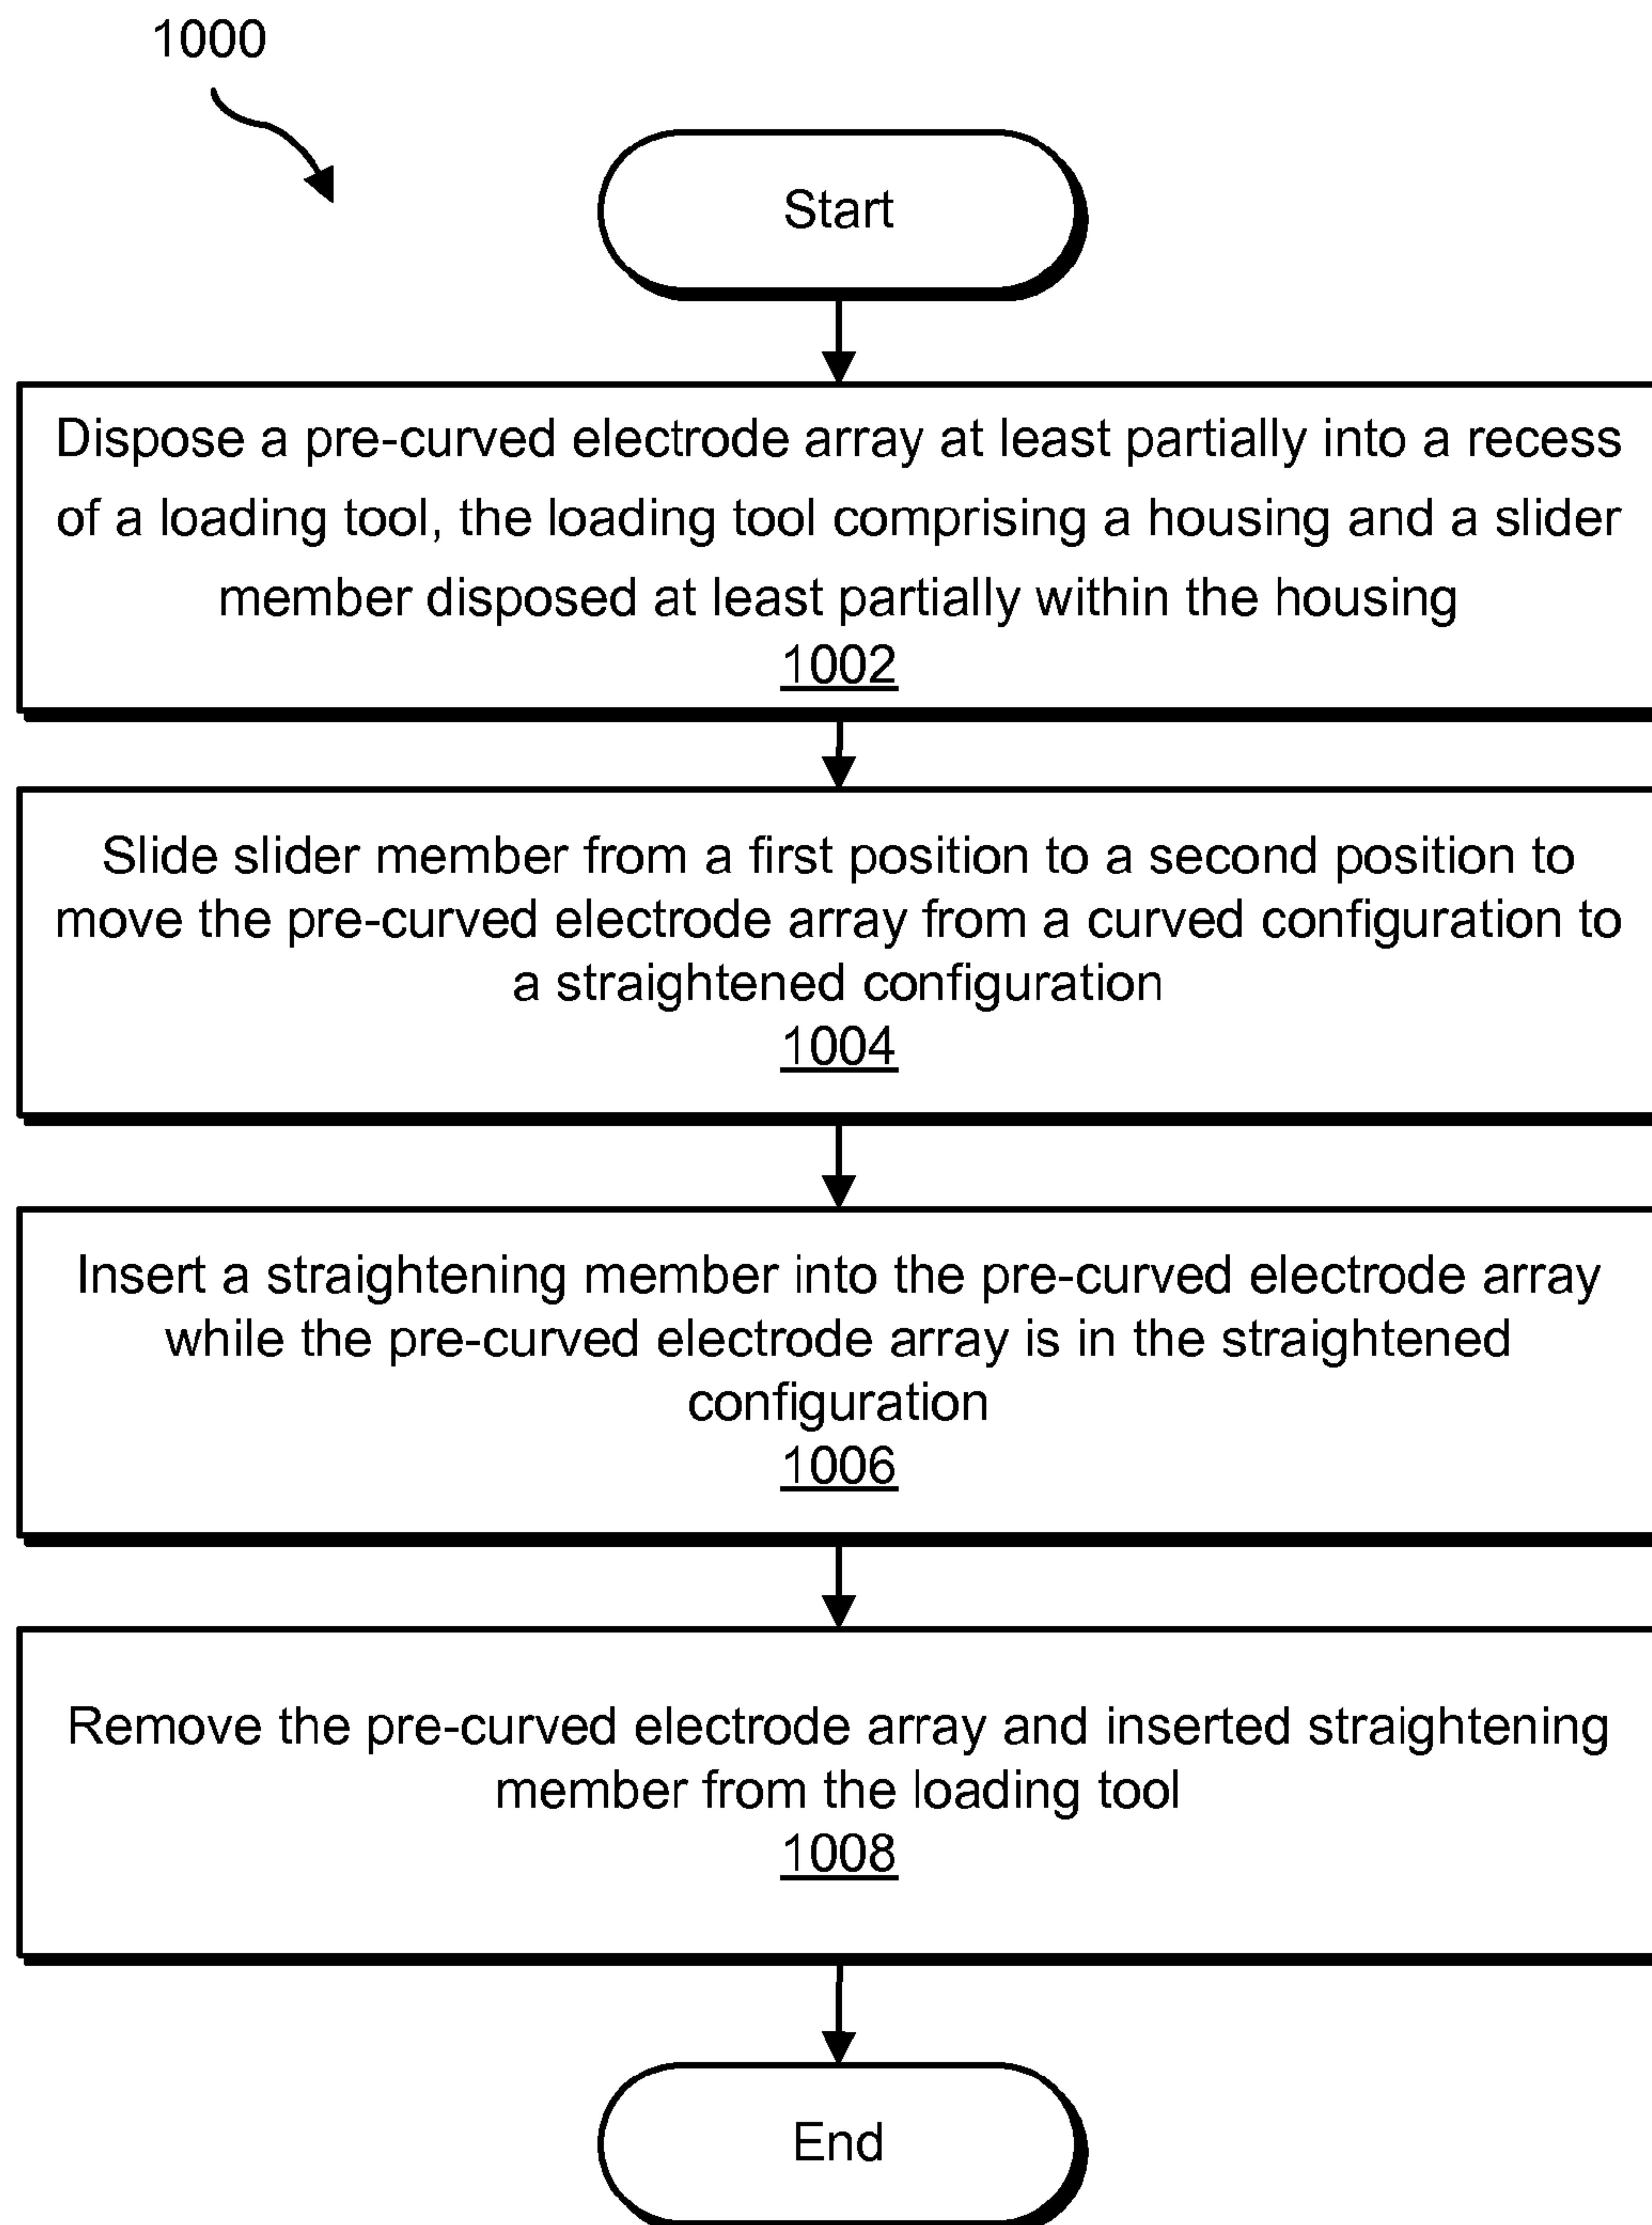 1000
Start
Dispose a pre-curved electrode array at least partially into a recess
of a loading tool, the loading tool comprising a housing and a slider
member disposed at least partially within the housing
1002
Slide slider member from a first position to a second position to
move the pre-curved electrode array from a curved configuration to
a straightened configuration
1004
Insert a straightening member into the pre-curved electrode array
while the pre-curved electrode array is in the straightened
configuration
1006
Remove the pre-curved electrode array and inserted straightening
member from the loading tool
1008
End